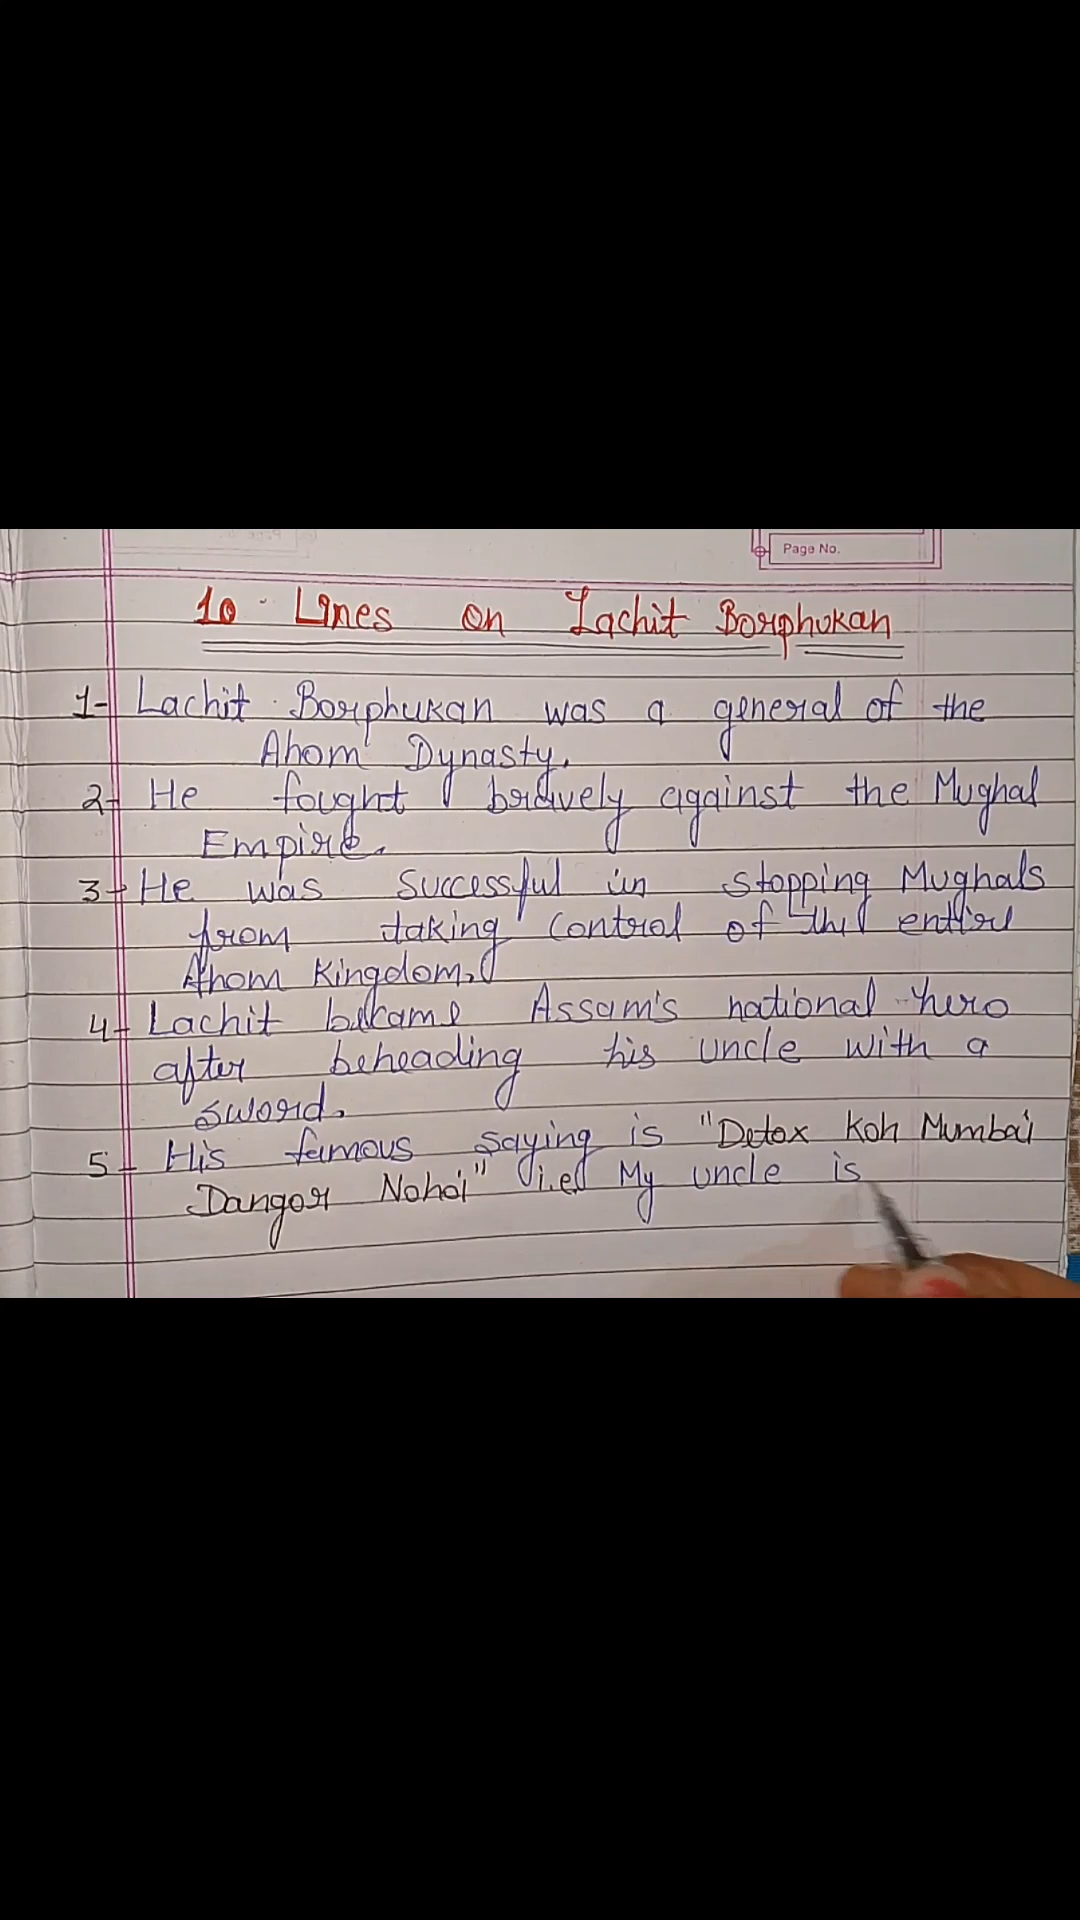 Page No.
10 Lines on Lachit Borphukan
1- Lachit Borphukan was a general of the
Ahom Dynasty.
2- He fought bravely against the Mughal
Empire.
3- He was successful in stopping Mughals
from taking control of the entire
Ahom Kingdom.
4- Lachit became Assam's national hero
after beheading his uncle with a
sword.
5- His famous saying is "Detox Koh Mumbai
Dangor Nohoi" i.e. My uncle is